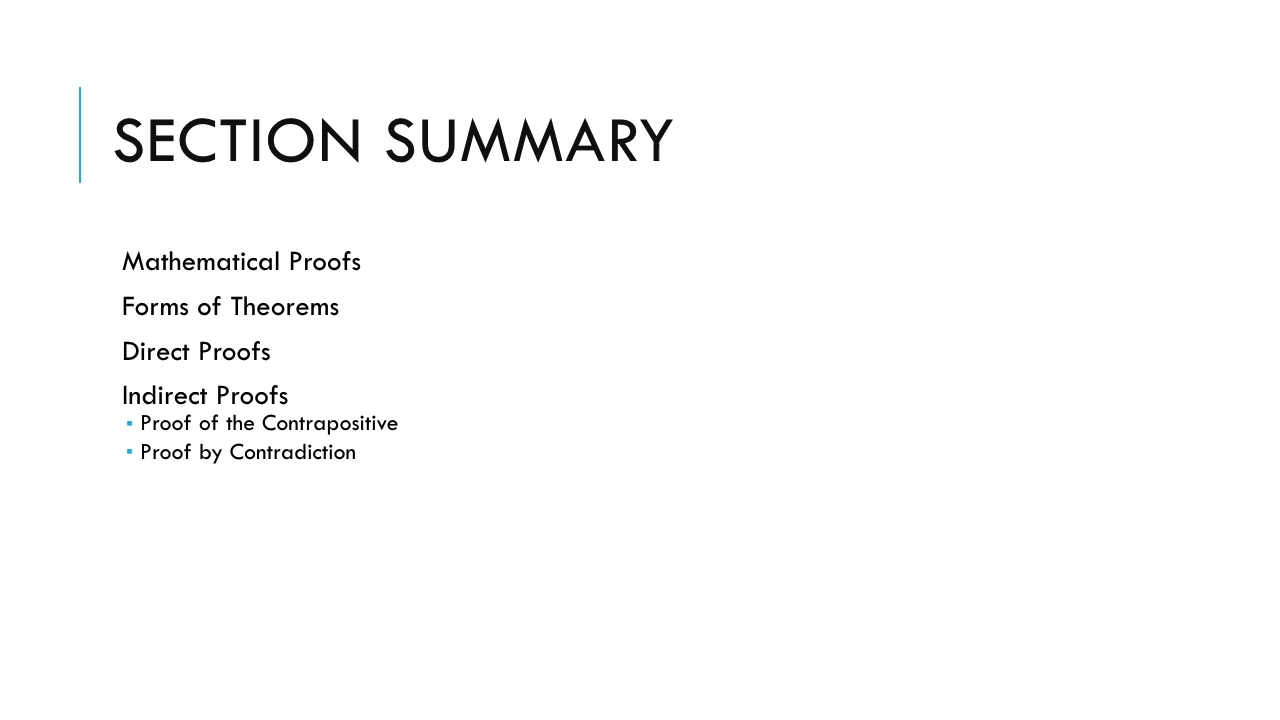 SECTION SUMMARY
Mathematical Proofs
Forms of Theorems
Direct Proofs
Indirect Proofs
▪ Proof of the Contrapositive
▪ Proof by Contradiction